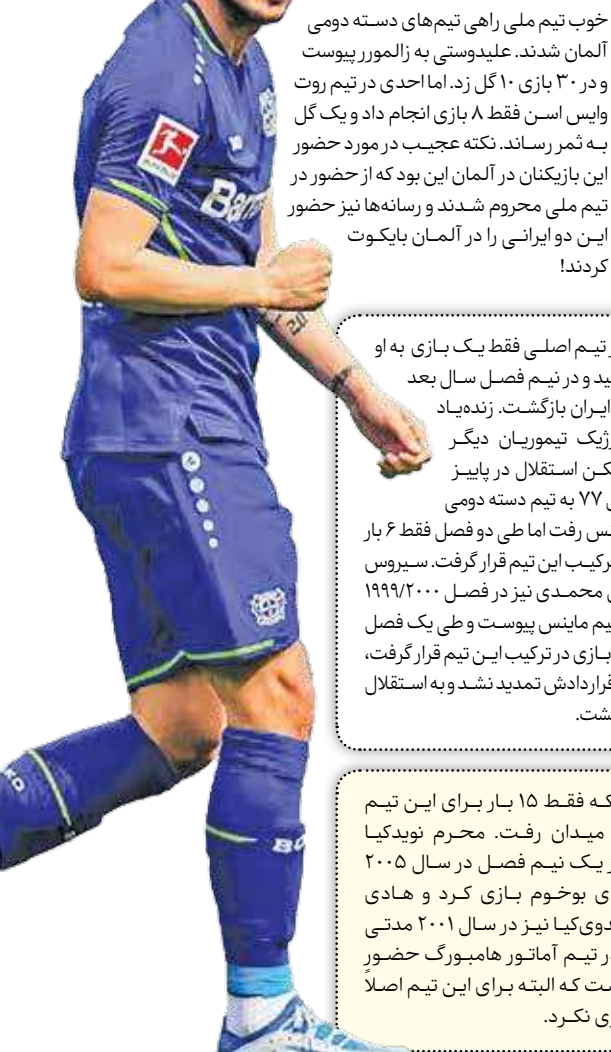 خوب تیم ملی راهی تیم‌های دسته دومی
آلمان شدند. علیدوستی به زالمورر پیوست
و در ۳۰ بازی ۱۰ گل زد. اما احدی در تیم روت
وایس اسن فقط ۸ بازی انجام داد و یک گل
به ثمر رساند. نکته عجیب در مورد حضور
این بازیکنان در آلمان این بود که از حضور در
تیم ملی محروم شدند و رسانه‌ها نیز حضور
این دو ایرانی را در آلمان بایکوت
کردند!
تیم اصلی فقط یک بازی به او
و در نیم فصل سال بعد
ایران بازگشت. زنده‌یاد
تیموریان دیگر
استقلال در پاییز
۷۷ به تیم دسته دومی
رفت اما طی دو فصل فقط ۶ بار
ترکیب این تیم قرار گرفت. سیروس
محمدی نیز در فصل ۱۹۹۹/۲۰۰۰
تیم ماینس پیوست و طی یک فصل
بازی در ترکیب این تیم قرار گرفت،
قراردادش تمدید نشد و به استقلال
که فقط ۱۵ بار برای این تیم
میدان رفت. محرم نویدکیا
یک نیم فصل در سال ۲۰۰۵
بوخوم بازی کرد و هادی
نیز در سال ۲۰۰۱ مدتی
در تیم آماتور هامبورگ حضور
که البته برای این تیم اصلاً
نکرد.